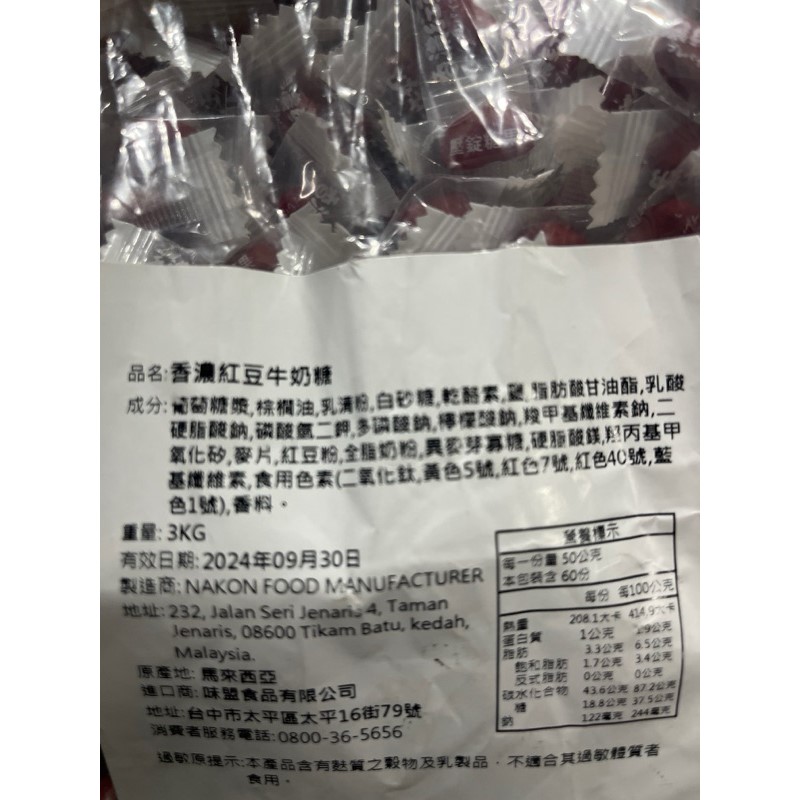 品名:香濃紅豆牛奶糖
成分:葡萄糖漿,棕櫚油,乳清粉,白砂糖,乾酪素,鹽,脂肪酸甘油酯,乳酸
硬脂酸鈉,磷酸氫二鉀,多磷酸鈉,檸檬酸鈉,羧甲基纖維素鈉,二
氧化矽,麥片,紅豆粉,全脂奶粉,異麥芽寡糖,硬脂酸鎂,羥丙基甲
基纖維素,食用色素(二氧化鈦,黃色5號,紅色7號,紅色40號,藍
色1號),香料。
重量: 3KG
有效日期: 2024年09月30日
製造商: NAKON FOOD MANUFACTURER
地址: 232, Jalan Seri Jenaris 4, Taman
Jenaris, 08600 Tikam Batu, kedah,
Malaysia.
原產地: 馬來西亞
進口商: 味盟食品有限公司
地址:台中市太平區太平16街79號
消費者服務電話:0800-36-5656
過敏原提示:本產品含有麩質之穀物及乳製品,不適合其過敏體質者
食用。
營養標示
每一份量 50公克
本包裝含 60份
每份 每100公克
熱量 208.1大卡 414.9大卡
蛋白質 1公克 1.9公克
脂肪 3.3公克 6.5公克
飽和脂肪 1.7公克 3.4公克
反式脂肪 0公克 0公克
碳水化合物 43.6公克 87.2公克
糖 18.8公克 37.5公克
鈉 122毫克 244毫克